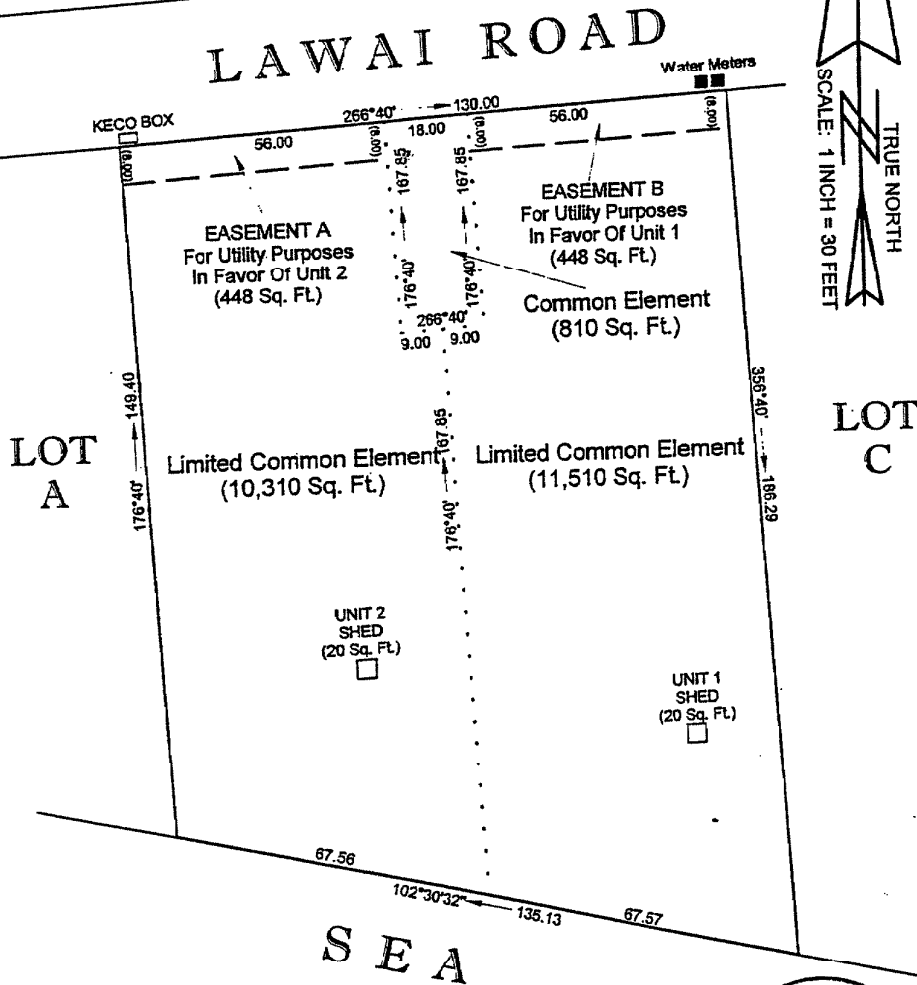 LAWAI ROAD
Water Meters
KECO BOX
266°40'
130.00
56.00
18.00
56.00
(8.00)
(8.00)
(8.00)
(8.00)
167.85
167.85
EASEMENT A
For Utility Purposes
In Favor Of Unit 2
(448 Sq. Ft.)
EASEMENT B
For Utility Purposes
In Favor Of Unit 1
(448 Sq. Ft.)
176°40'
176°40'
Common Element
(810 Sq. Ft.)
266°40'
9.00
9.00
SCALE: 1 INCH = 30 FEET
TRUE NORTH
149.40
176°40'
LOT
A
Limited Common Element
(10,310 Sq. Ft.)
167.85
176°40'
Limited Common Element
(11,510 Sq. Ft.)
356°40'
186.29
LOT
C
UNIT 2
SHED
(20 Sq. Ft.)
UNIT 1
SHED
(20 Sq. Ft.)
67.56
102°30'32"
135.13
67.57
SEA